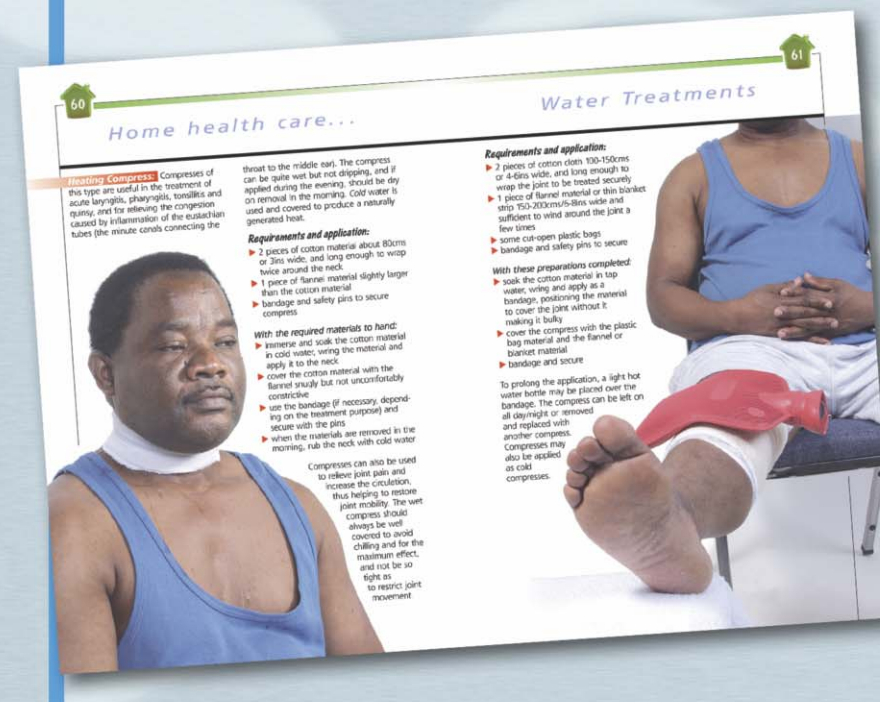 60
Home health care...
Heating Compress: Compresses of
this type are useful in the treatment of
acute laryngitis, pharyngitis, tonsillitis and
quinsy, and for relieving the congestion
caused by inflammation of the eustachian
tubes (the minute canals connecting the
throat to the middle ear). The compress
can be quite wet but not dripping, and if
applied during the evening, should be dry
on removal in the morning. Cold water is
used and covered to produce a naturally
generated heat.
Requirements and application:
▶ 2 pieces of cotton material about 80cms
or 3ins wide, and long enough to wrap
twice around the neck
▶ 1 piece of flannel material slightly larger
than the cotton material
▶ bandage and safety pins to secure
compress
With the required materials to hand:
▶ immerse and soak the cotton material
in cold water, wring the material and
apply it to the neck
▶ cover the cotton material with the
flannel snugly but not uncomfortably
constrictive
▶ use the bandage (if necessary, depend-
ing on the treatment purpose) and
secure with the pins
▶ when the materials are removed in the
morning, rub the neck with cold water
Compresses can also be used
to relieve joint pain and
increase the circulation,
thus helping to restore
joint mobility. The wet
compress should
always be well
covered to avoid
chilling and for the
maximum effect,
and not be so
tight as
to restrict joint
movement
61
Water Treatments
Requirements and application:
▶ 2 pieces of cotton cloth 100-150cms
or 4-6ins wide, and long enough to
wrap the joint to be treated securely
▶ 1 piece of flannel material or thin blanket
strip 150-203cms/6-8ins wide and
sufficient to wind around the joint a
few times
▶ some cut-open plastic bags
▶ bandage and safety pins to secure
With these preparations completed:
▶ soak the cotton material in tap
water, wring and apply as a
bandage, positioning the material
to cover the joint without it
making it bulky
▶ cover the compress with the plastic
bag material and the flannel or
blanket material
▶ bandage and secure
To prolong the application, a light hot
water bottle may be placed over the
bandage. The compress can be left on
all day/night or removed
and replaced with
another compress.
Compresses may
also be applied
as cold
compresses.